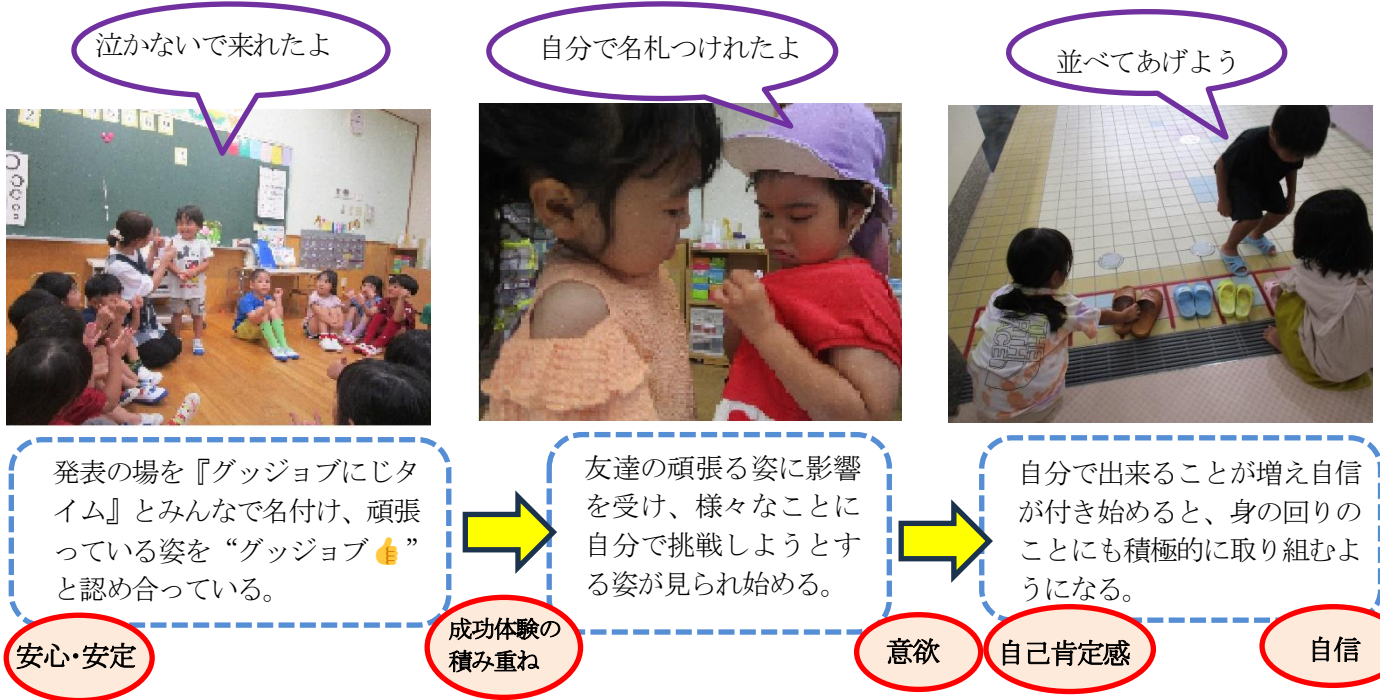 泣かないで来れたよ
自分で名札つけれたよ
並べてあげよう
発表の場を『グッジョブにじタ
イム』とみんなで名付け、頑張
っている姿を“グッジョブ👍”
と認め合っている。
友達の頑張る姿に影響
を受け、様々なことに
自分で挑戦しようとす
る姿が見られ始める。
自分で出来ることが増え自信
が付き始めると、身の回りの
ことにも積極的に取り組むよ
うになる。
安心・安定
成功体験の
積み重ね
意欲
自己肯定感
自信